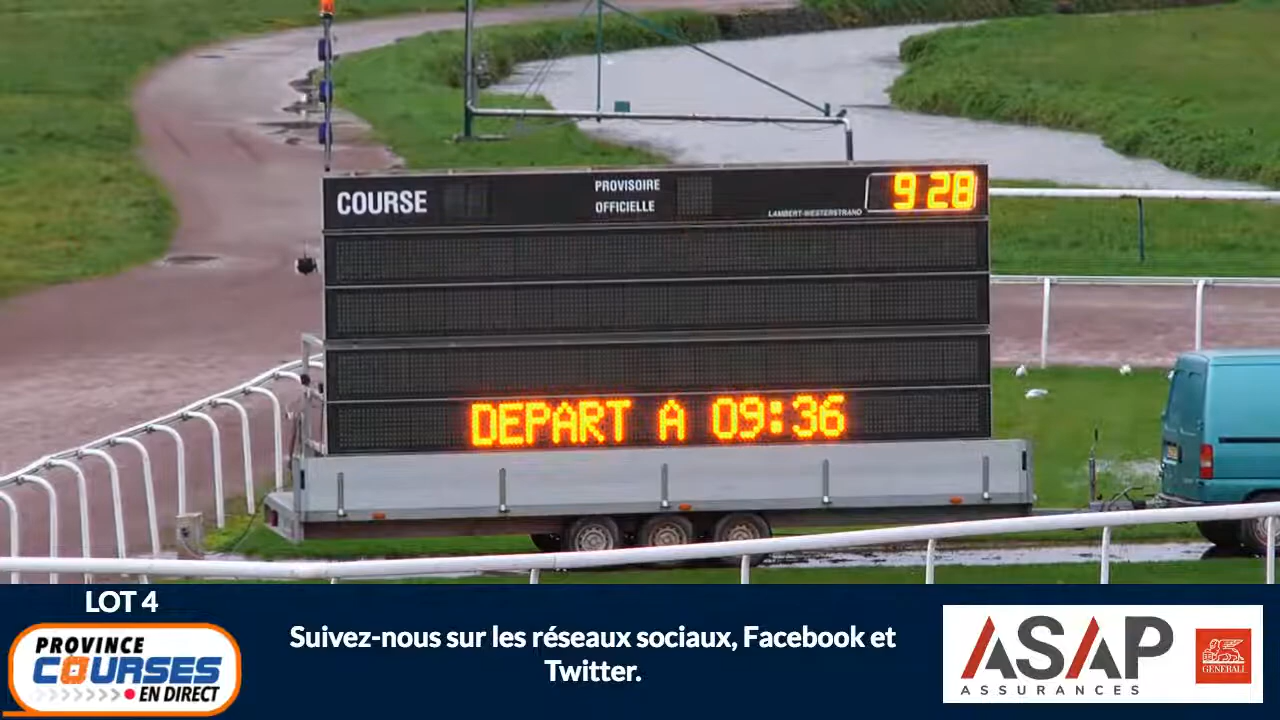 COURSE
PROVISOIRE
OFFICIELLE
LAMBERT-WESTERSTRAND
9 28
DEPART A 09:36
LOT 4
PROVINCE
COURSES
EN DIRECT
Suivez-nous sur les réseaux sociaux, Facebook et
Twitter.
ASAP
ASSURANCES
GENERALI